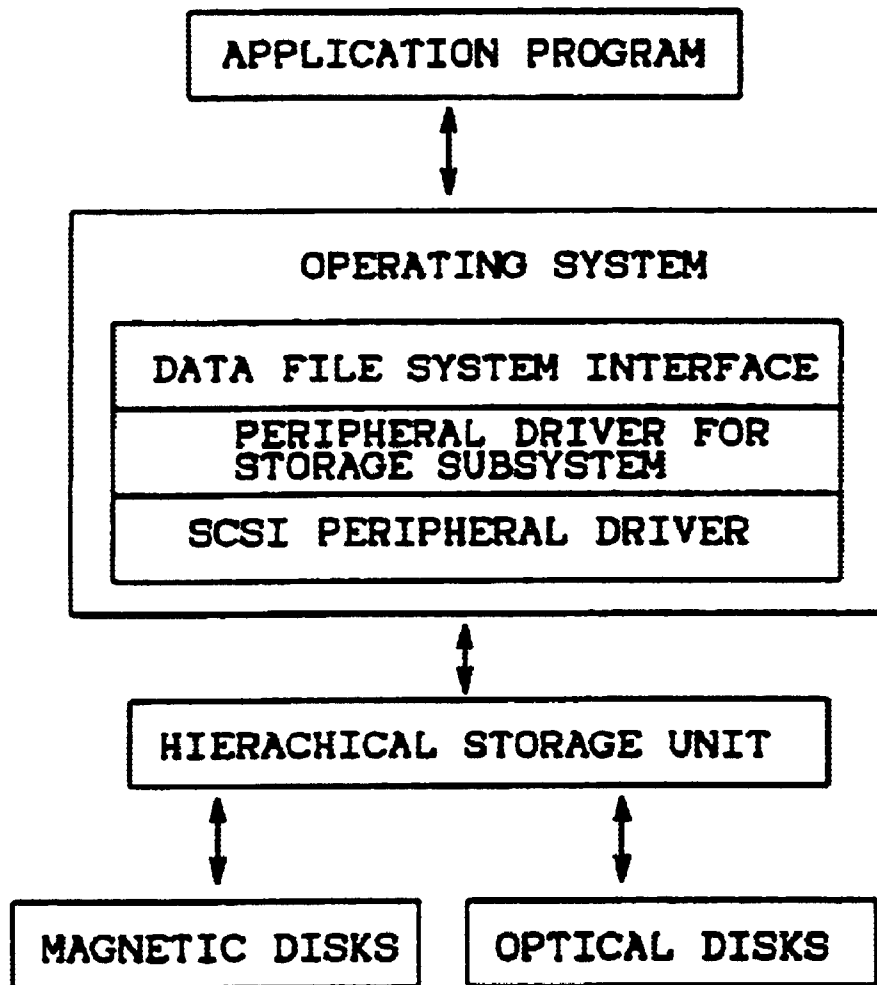 APPLICATION PROGRAM
OPERATING SYSTEM
DATA FILE SYSTEM INTERFACE
PERIPHERAL DRIVER FOR
STORAGE SUBSYSTEM
SCSI PERIPHERAL DRIVER
HIERACHICAL STORAGE UNIT
MAGNETIC DISKS
OPTICAL DISKS